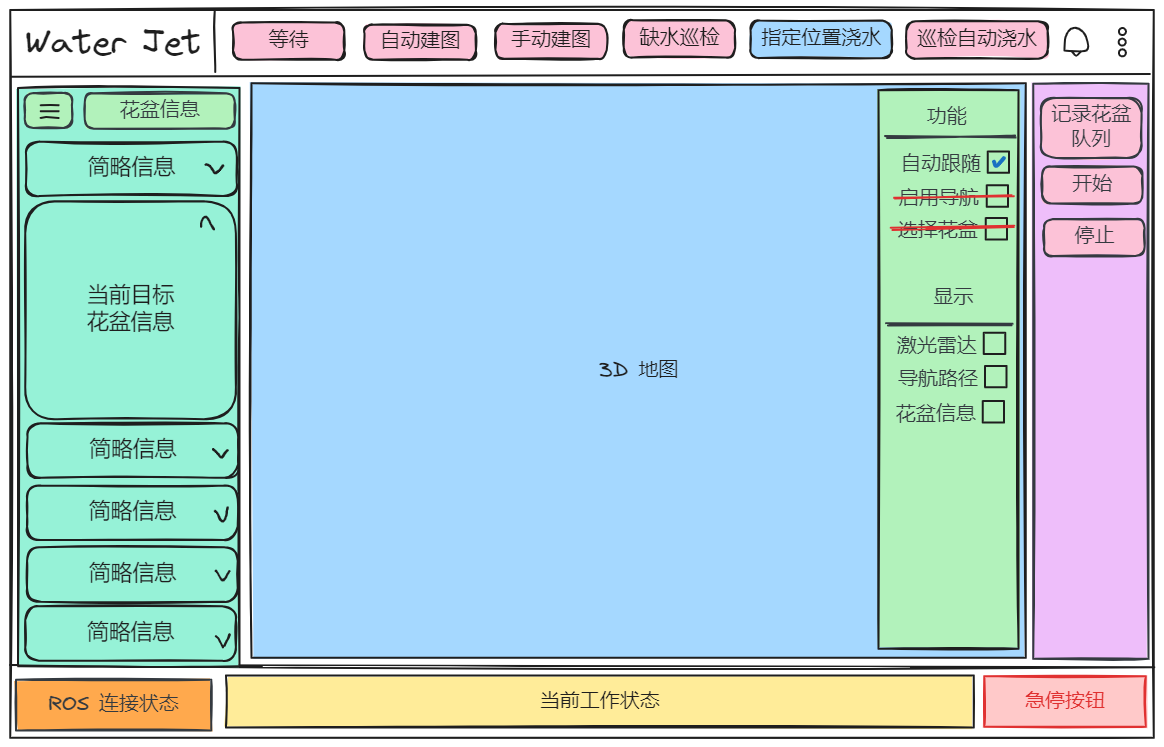 Water Jet
等待
自动建图
手动建图
缺水巡检
指定位置浇水
巡检自动浇水
花盆信息
简略信息
当前目标
花盆信息
简略信息
简略信息
简略信息
简略信息
3D 地图
功能
自动跟随
启用导航
选择花盆
显示
激光雷达
导航路径
花盆信息
记录花盆
队列
开始
停止
ROS 连接状态
当前工作状态
急停按钮